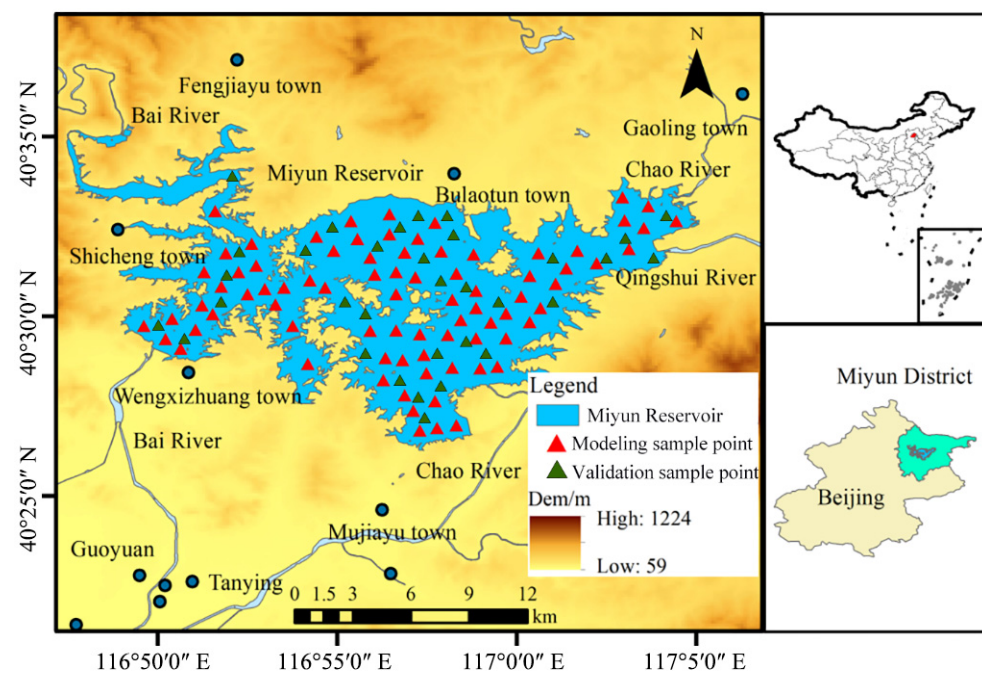 N
Fengjiayu town
Bai River
Gaoling town
Miyun Reservoir
Chao River
Bulaotun town
Shicheng town
Qingshui River
Wengxizhuang town
Bai River
Chao River
Mujiayu town
Guoyuan
Tanying
Legend
Miyun Reservoir
Modeling sample point
Validation sample point
Dem/m
High: 1224
Low: 59
0 1.5 3 6 9 12
km
40°35′0″ N
40°30′0″ N
40°25′0″ N
116°50′0″ E
116°55′0″ E
117°0′0″ E
117°5′0″ E
Miyun District
Beijing